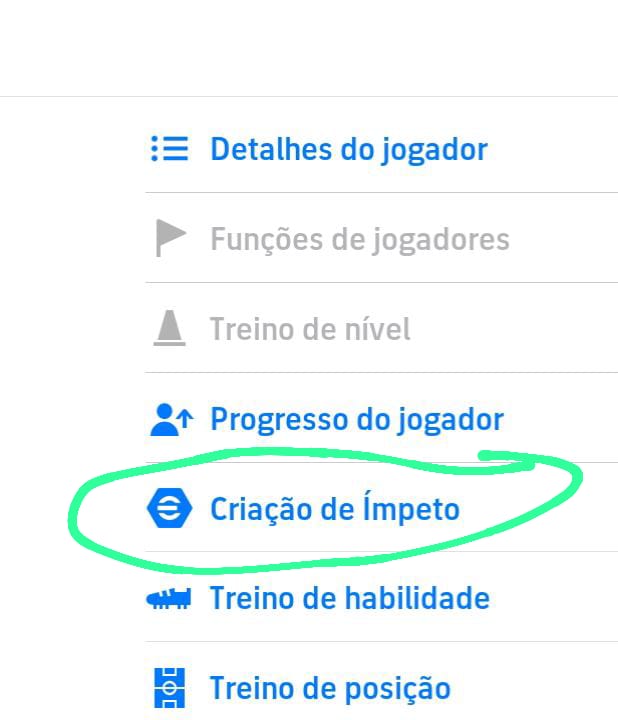 Detalhes do jogador
Funções de jogadores
Treino de nível
Progresso do jogador
Criação de Ímpeto
Treino de habilidade
Treino de posição